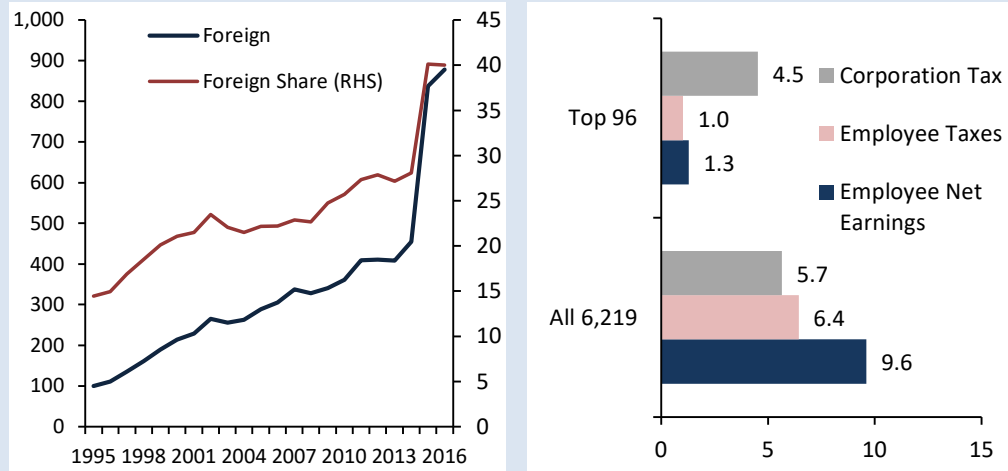 1,000
900
800
700
600
500
400
300
200
100
0
45
40
35
30
25
20
15
10
5
0
Foreign
Foreign Share (RHS)
1995 1998 2001 2004 2007 2010 2013 2016
Top 96
All 6,219
4.5
1.0
1.3
5.7
6.4
9.6
Corporation Tax
Employee Taxes
Employee Net
Earnings
0 5 10 15